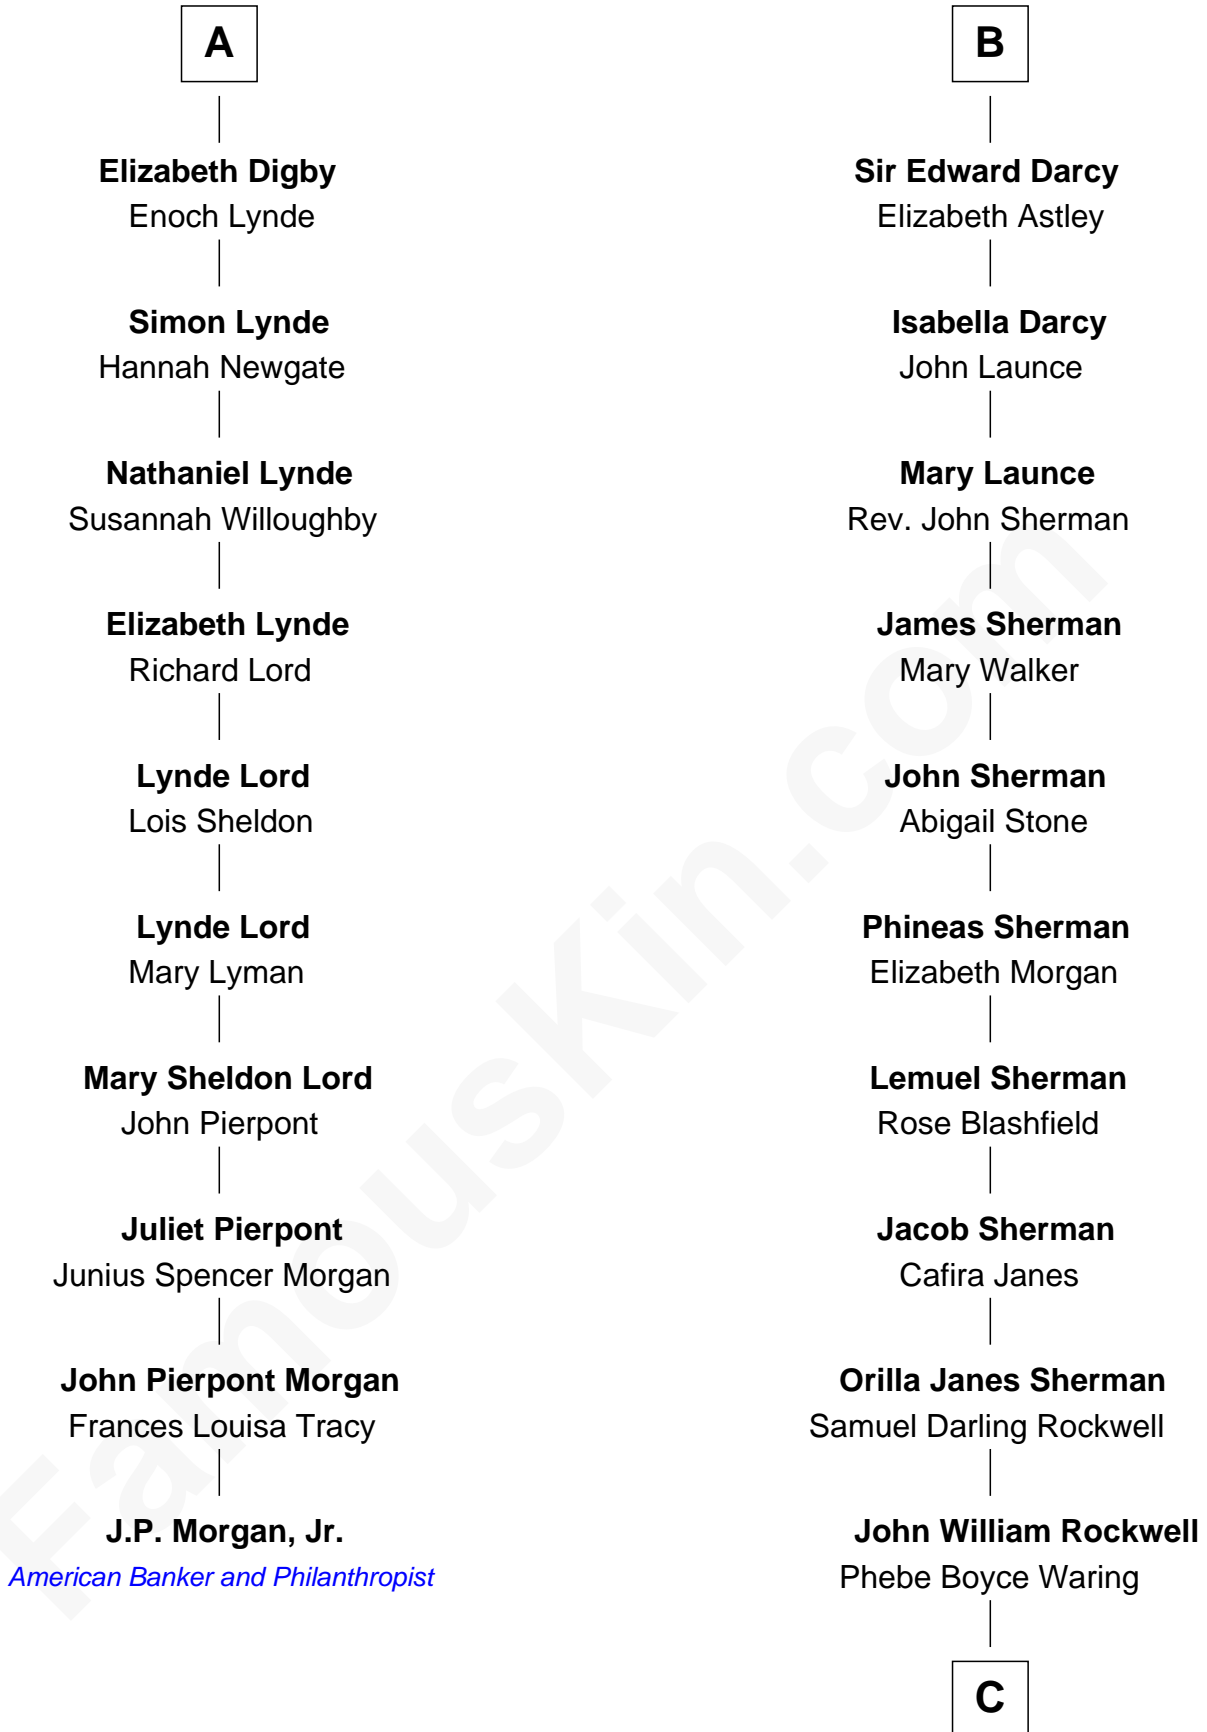 A
Elizabeth Digby
Enoch Lynde
Simon Lynde
Hannah Newgate
Nathaniel Lynde
Susannah Willoughby
Elizabeth Lynde
Richard Lord
Lynde Lord
Lois Sheldon
Lynde Lord
Mary Lyman
Mary Sheldon Lord
John Pierpont
Juliet Pierpont
Junius Spencer Morgan
John Pierpont Morgan
Frances Louisa Tracy
J.P. Morgan, Jr.
American Banker and Philanthropist
B
Sir Edward Darcy
Elizabeth Astley
Isabella Darcy
John Launce
Mary Launce
Rev. John Sherman
James Sherman
Mary Walker
John Sherman
Abigail Stone
Phineas Sherman
Elizabeth Morgan
Lemuel Sherman
Rose Blashfield
Jacob Sherman
Cafira Janes
Orilla Janes Sherman
Samuel Darling Rockwell
John William Rockwell
Phebe Boyce Waring
C
FamousKin.com